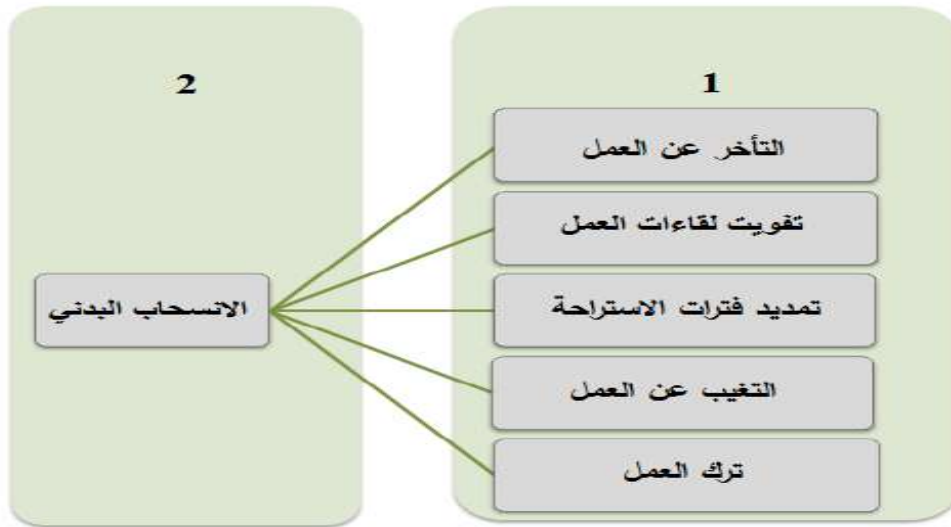 1
التأخر عن العمل
تفويت لقاءات العمل
تمديد فترات الاستراحة
التغيب عن العمل
ترك العمل
2
الانسحاب البدني